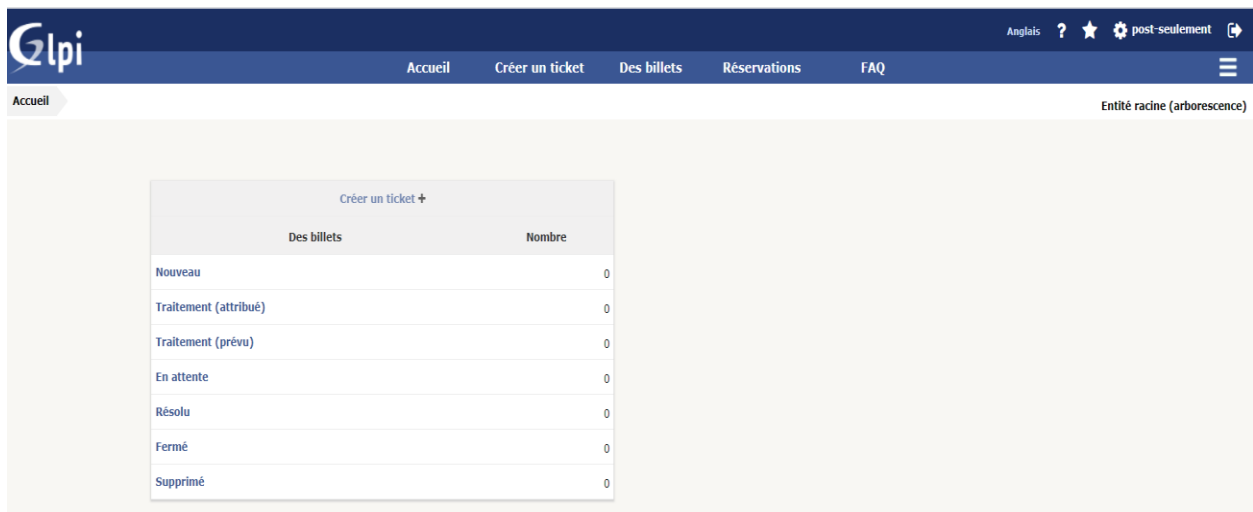 Glpi
Anglais ? post-seulement
Accueil Créer un ticket Des billets Réservations FAQ
Accueil
Entité racine (arborescence)
Créer un ticket +
Des billets Nombre
Nouveau 0
Traitement (attribué) 0
Traitement (prévu) 0
En attente 0
Résolu 0
Fermé 0
Supprimé 0